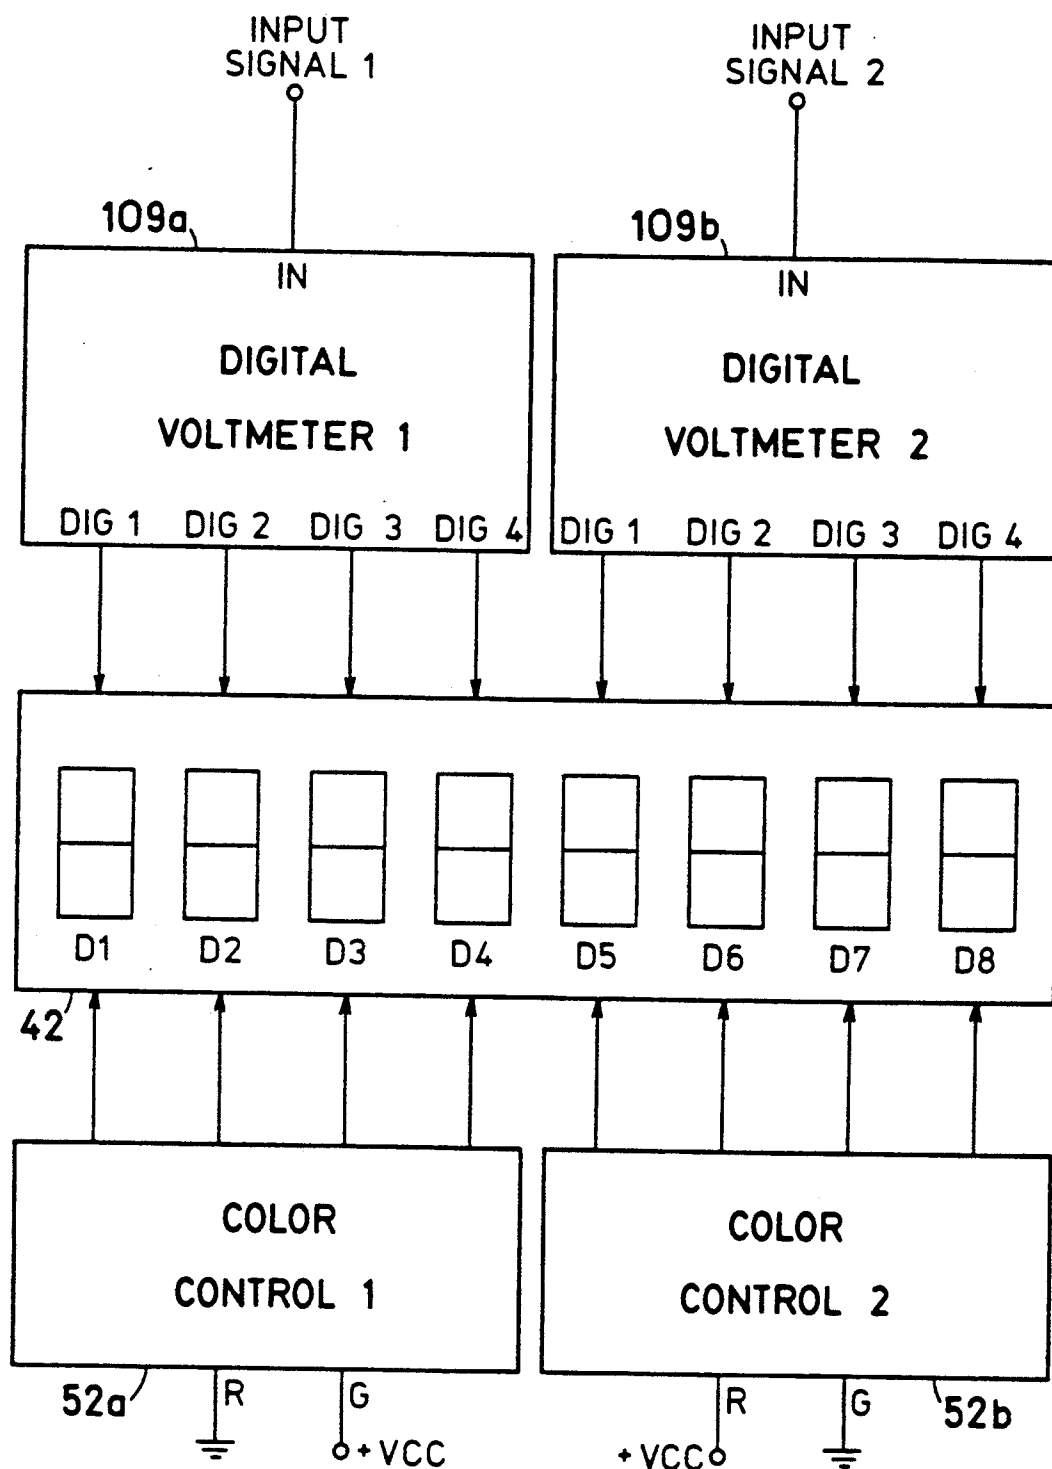 INPUT
SIGNAL 1
INPUT
SIGNAL 2
109a
109b
IN
IN
DIGITAL
VOLTMETER 1
DIGITAL
VOLTMETER 2
DIG 1 DIG 2 DIG 3 DIG 4
DIG 1 DIG 2 DIG 3 DIG 4
D1 D2 D3 D4 D5 D6 D7 D8
42
COLOR
CONTROL 1
COLOR
CONTROL 2
52a
R
G
R
G
52b
+VCC
+VCC